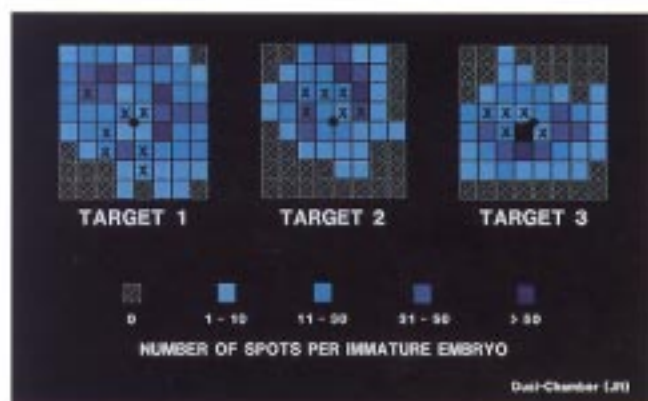 TARGET 1 TARGET 2 TARGET 3
0 1 - 10 11 - 30 31 - 50 > 50
NUMBER OF SPOTS PER IMMATURE EMBRYO
Dual-Chamber (JR)